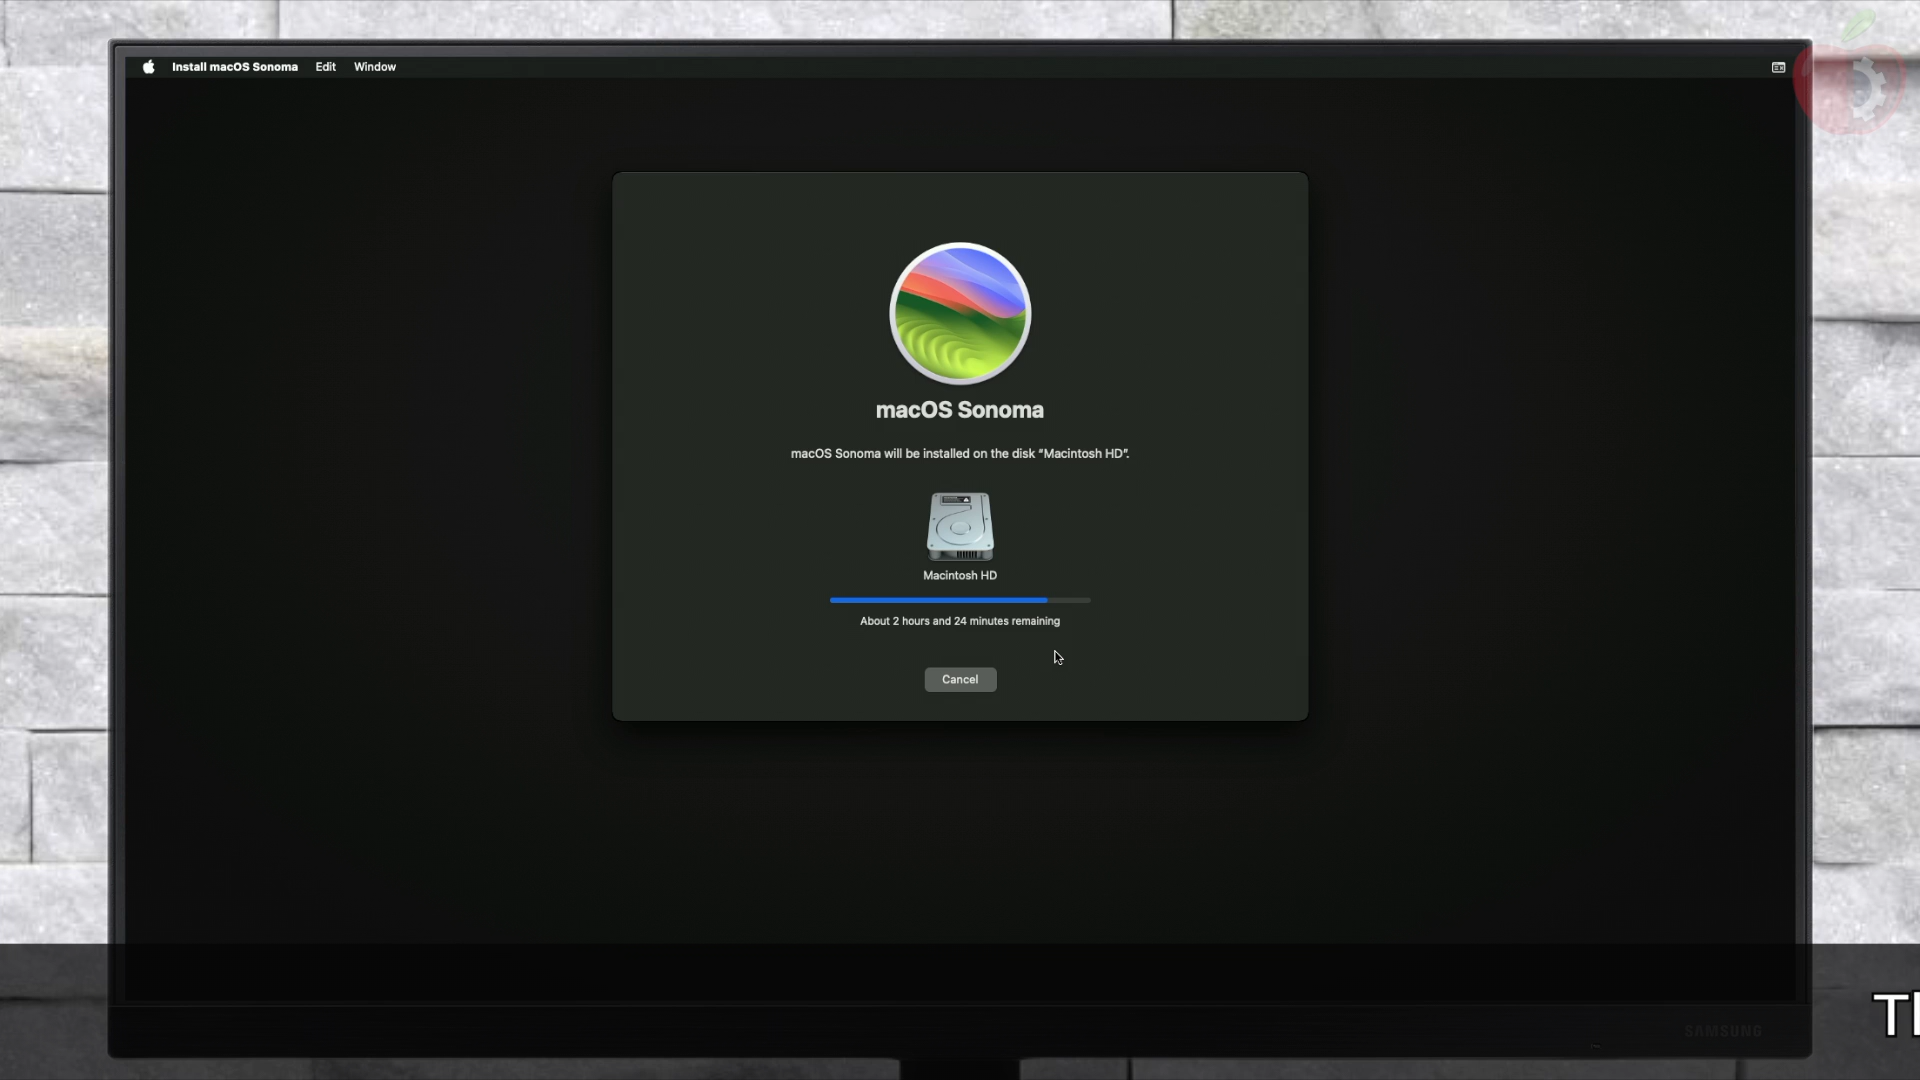 Install macOS Sonoma Edit Window
macOS Sonoma
macOS Sonoma will be installed on the disk “Macintosh HD”.
Macintosh HD
About 2 hours and 24 minutes remaining
Cancel
SAMSUNG